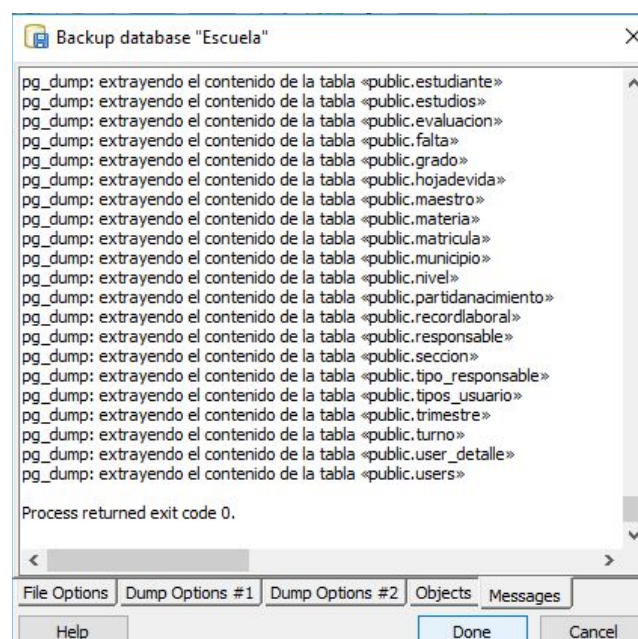 Backup database "Escuela"
pg_dump: extrayendo el contenido de la tabla «public.estudiante»
pg_dump: extrayendo el contenido de la tabla «public.estudios»
pg_dump: extrayendo el contenido de la tabla «public.evaluacion»
pg_dump: extrayendo el contenido de la tabla «public.falta»
pg_dump: extrayendo el contenido de la tabla «public.grado»
pg_dump: extrayendo el contenido de la tabla «public.hojadevida»
pg_dump: extrayendo el contenido de la tabla «public.maestro»
pg_dump: extrayendo el contenido de la tabla «public.materia»
pg_dump: extrayendo el contenido de la tabla «public.matricula»
pg_dump: extrayendo el contenido de la tabla «public.municipio»
pg_dump: extrayendo el contenido de la tabla «public.nivel»
pg_dump: extrayendo el contenido de la tabla «public.partidanacimiento»
pg_dump: extrayendo el contenido de la tabla «public.recordlaboral»
pg_dump: extrayendo el contenido de la tabla «public.responsable»
pg_dump: extrayendo el contenido de la tabla «public.seccion»
pg_dump: extrayendo el contenido de la tabla «public.tipo_responsable»
pg_dump: extrayendo el contenido de la tabla «public.tipos_usuario»
pg_dump: extrayendo el contenido de la tabla «public.trimestre»
pg_dump: extrayendo el contenido de la tabla «public.turno»
pg_dump: extrayendo el contenido de la tabla «public.user_detalle»
pg_dump: extrayendo el contenido de la tabla «public.users»
Process returned exit code 0.
File Options Dump Options #1 Dump Options #2 Objects Messages
Help Done Cancel